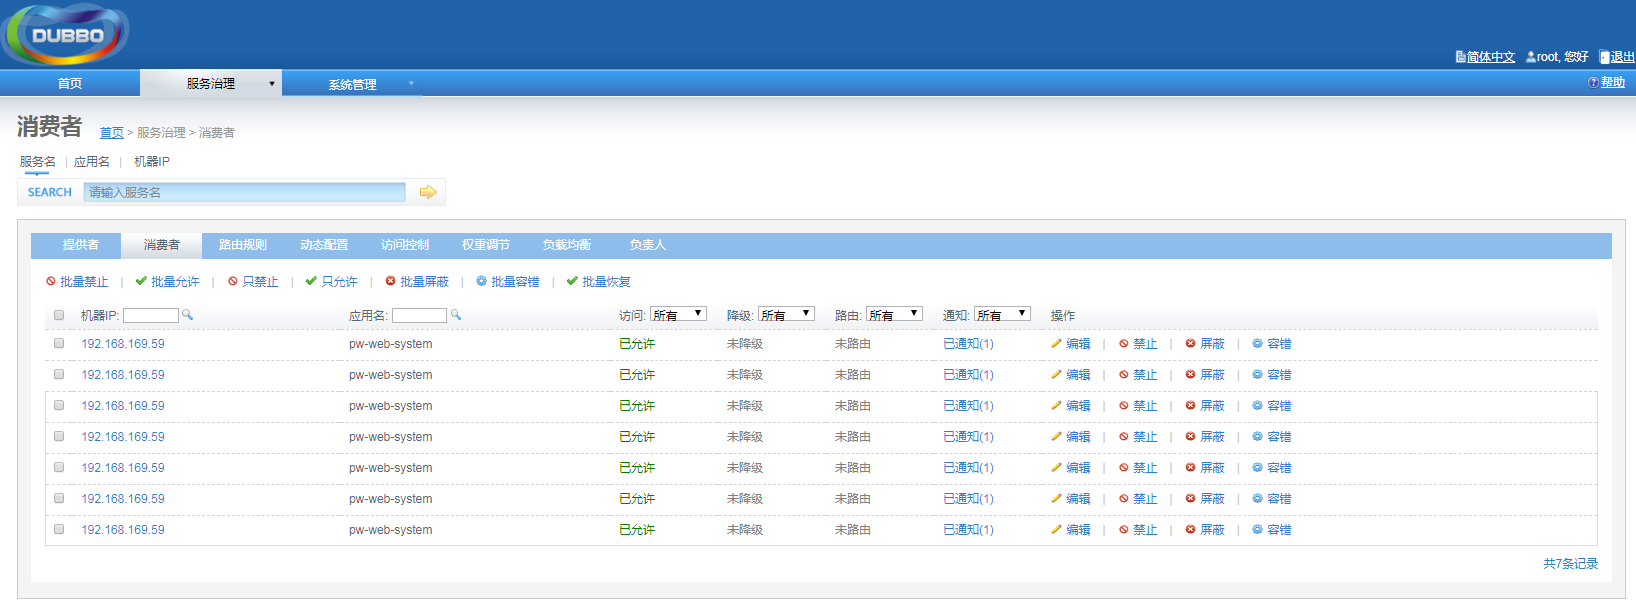 DUBBO
简体中文 root, 您好 退出
首页 服务治理 ▼ 系统管理 ▼ 帮助
消费者 首页 > 服务治理 > 消费者
服务名 | 应用名 | 机器IP
SEARCH 请输入服务名
提供者 消费者 路由规则 动态配置 访问控制 权重调节 负载均衡 负责人
批量禁止 | 批量允许 | 只禁止 | 只允许 | 批量屏蔽 | 批量容错 | 批量恢复
机器IP: 应用名: 访问: 所有 降级: 所有 路由: 所有 通知: 所有 操作
192.168.169.59 pw-web-system 已允许 未降级 未路由 已通知(1) 编辑 | 禁止 | 屏蔽 | 容错
192.168.169.59 pw-web-system 已允许 未降级 未路由 已通知(1) 编辑 | 禁止 | 屏蔽 | 容错
192.168.169.59 pw-web-system 已允许 未降级 未路由 已通知(1) 编辑 | 禁止 | 屏蔽 | 容错
192.168.169.59 pw-web-system 已允许 未降级 未路由 已通知(1) 编辑 | 禁止 | 屏蔽 | 容错
192.168.169.59 pw-web-system 已允许 未降级 未路由 已通知(1) 编辑 | 禁止 | 屏蔽 | 容错
192.168.169.59 pw-web-system 已允许 未降级 未路由 已通知(1) 编辑 | 禁止 | 屏蔽 | 容错
192.168.169.59 pw-web-system 已允许 未降级 未路由 已通知(1) 编辑 | 禁止 | 屏蔽 | 容错
共7条记录